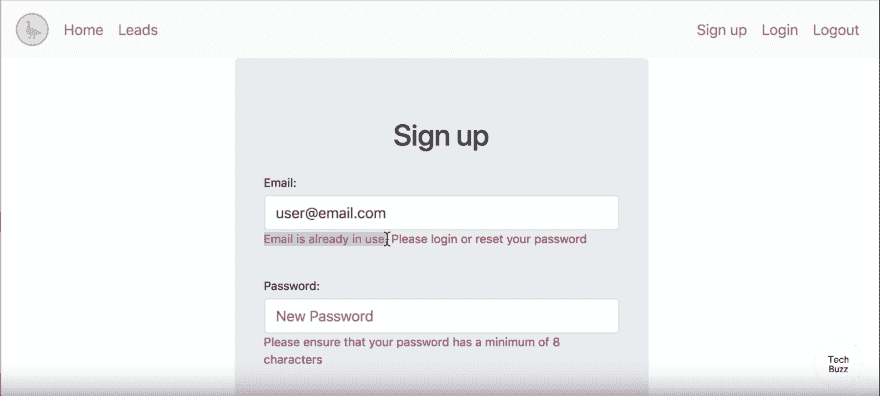 Home Leads Sign up Login Logout
Sign up
Email:
user@email.com
Email is already in use. Please login or reset your password
Password:
New Password
Please ensure that your password has a minimum of 8
characters
Tech
Buzz